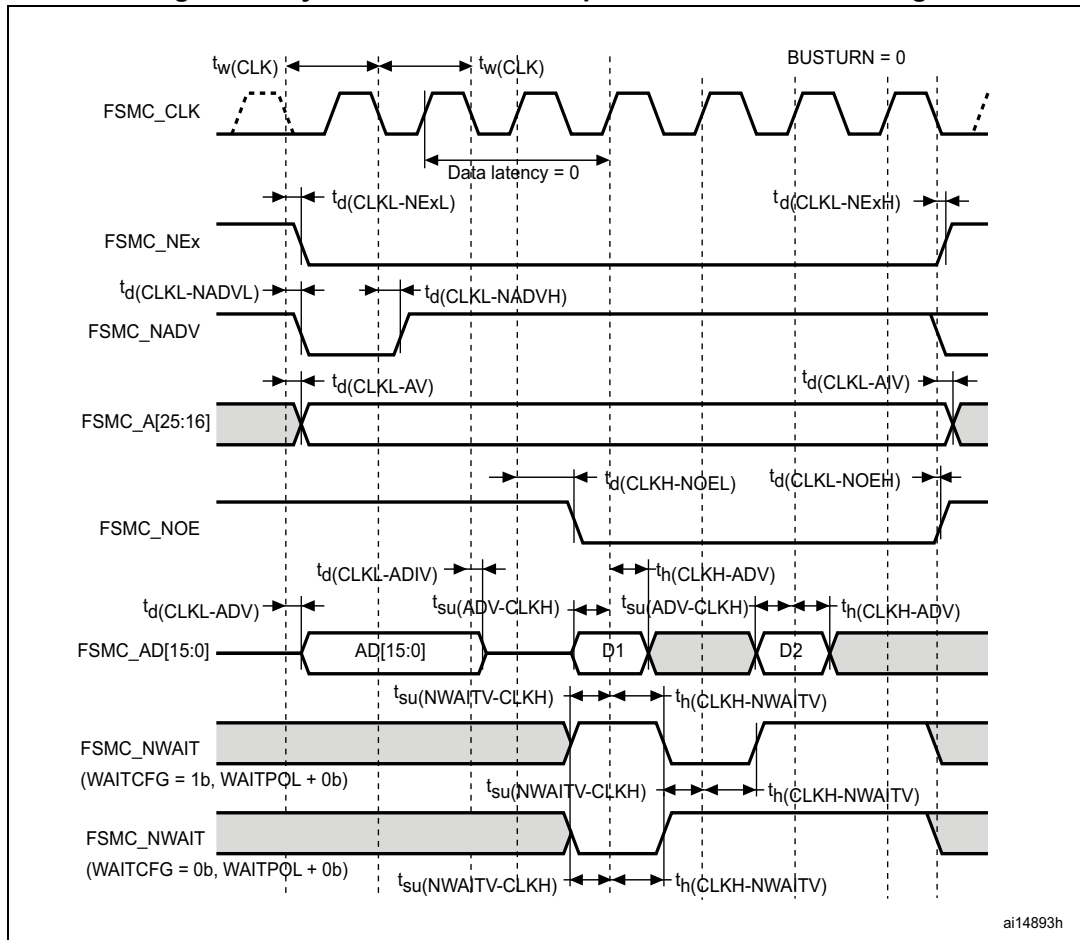 BUSTURN = 0
tw(CLK) tw(CLK)
FSMC_CLK
Data latency = 0
td(CLKL-NExL) td(CLKL-NExH)
FSMC_NEx
td(CLKL-NADVL) td(CLKL-NADVH)
FSMC_NADV
td(CLKL-AV) td(CLKL-AIV)
FSMC_A[25:16]
td(CLKH-NOEL) td(CLKL-NOEH)
FSMC_NOE
td(CLKL-ADIV) th(CLKH-ADV)
td(CLKL-ADV) tsu(ADV-CLKH) tsu(ADV-CLKH) th(CLKH-ADV)
FSMC_AD[15:0] AD[15:0] D1 D2
tsu(NWAITV-CLKH) th(CLKH-NWAITV)
FSMC_NWAIT
(WAITCFG = 1b, WAITPOL + 0b)
tsu(NWAITV-CLKH) th(CLKH-NWAITV)
FSMC_NWAIT
(WAITCFG = 0b, WAITPOL + 0b)
tsu(NWAITV-CLKH) th(CLKH-NWAITV)
ai14893h